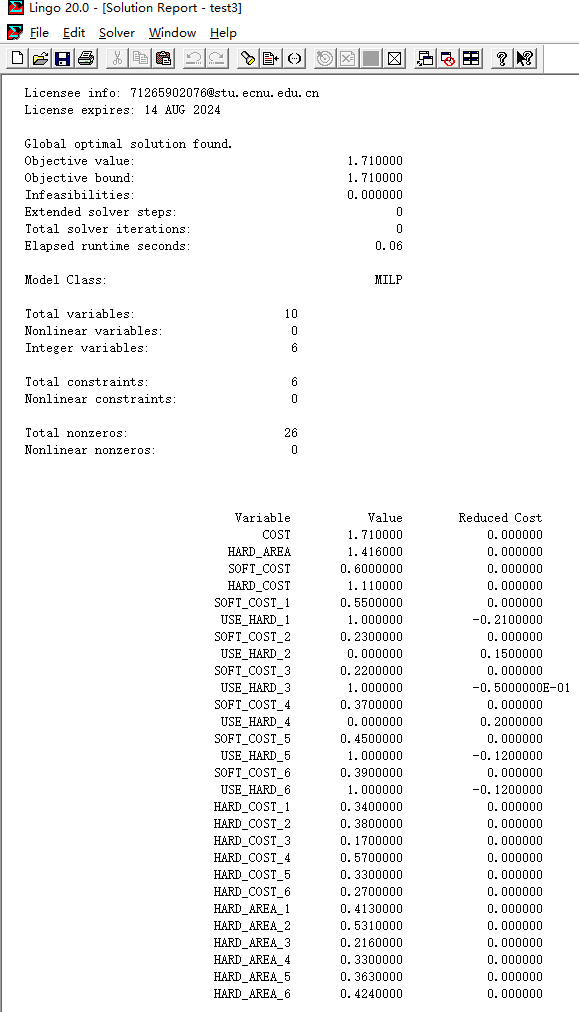 Lingo 20.0 - [Solution Report - test3]
File Edit Solver Window Help
Licensee info: 71265902076@stu.ecnu.edu.cn
License expires: 14 AUG 2024
Global optimal solution found.
Objective value: 1.710000
Objective bound: 1.710000
Infeasibilities: 0.000000
Extended solver steps: 0
Total solver iterations: 0
Elapsed runtime seconds: 0.06
Model Class: MILP
Total variables: 10
Nonlinear variables: 0
Integer variables: 6
Total constraints: 6
Nonlinear constraints: 0
Total nonzeros: 26
Nonlinear nonzeros: 0
Variable Value Reduced Cost
COST 1.710000 0.000000
HARD_AREA 1.416000 0.000000
SOFT_COST 0.6000000 0.000000
HARD_COST 1.110000 0.000000
SOFT_COST_1 0.5500000 0.000000
USE_HARD_1 1.000000 -0.2100000
SOFT_COST_2 0.2300000 0.000000
USE_HARD_2 0.000000 0.1500000
SOFT_COST_3 0.2200000 0.000000
USE_HARD_3 1.000000 -0.5000000E-01
SOFT_COST_4 0.3700000 0.000000
USE_HARD_4 0.000000 0.2000000
SOFT_COST_5 0.4500000 0.000000
USE_HARD_5 1.000000 -0.1200000
SOFT_COST_6 0.3900000 0.000000
USE_HARD_6 1.000000 -0.1200000
HARD_COST_1 0.3400000 0.000000
HARD_COST_2 0.3800000 0.000000
HARD_COST_3 0.1700000 0.000000
HARD_COST_4 0.5700000 0.000000
HARD_COST_5 0.3300000 0.000000
HARD_COST_6 0.2700000 0.000000
HARD_AREA_1 0.4130000 0.000000
HARD_AREA_2 0.5310000 0.000000
HARD_AREA_3 0.2160000 0.000000
HARD_AREA_4 0.3300000 0.000000
HARD_AREA_5 0.3630000 0.000000
HARD_AREA_6 0.4240000 0.000000